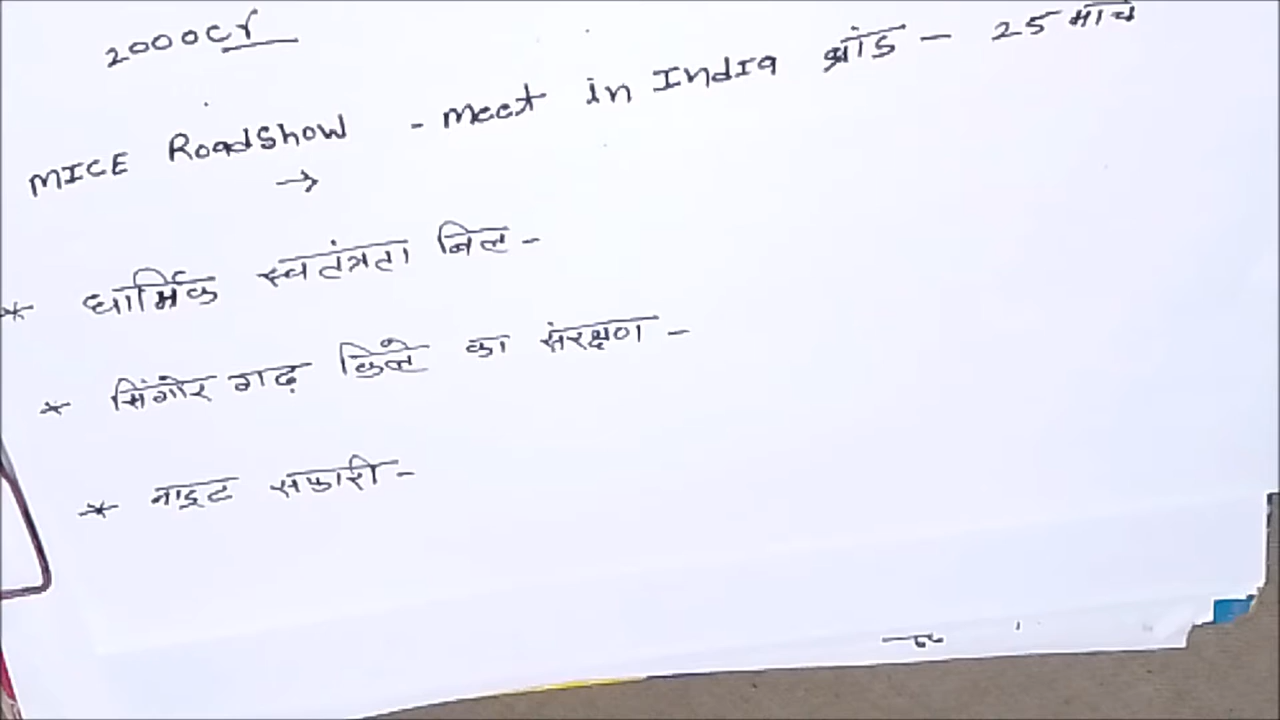 2000cr
MICE RoadShow - meet in India ब्रांड - 25 मार्च
→
* धार्मिक स्वतंत्रता बिल -
* सिंगोरगढ़ किले का संरक्षण -
* नाइट सफारी -